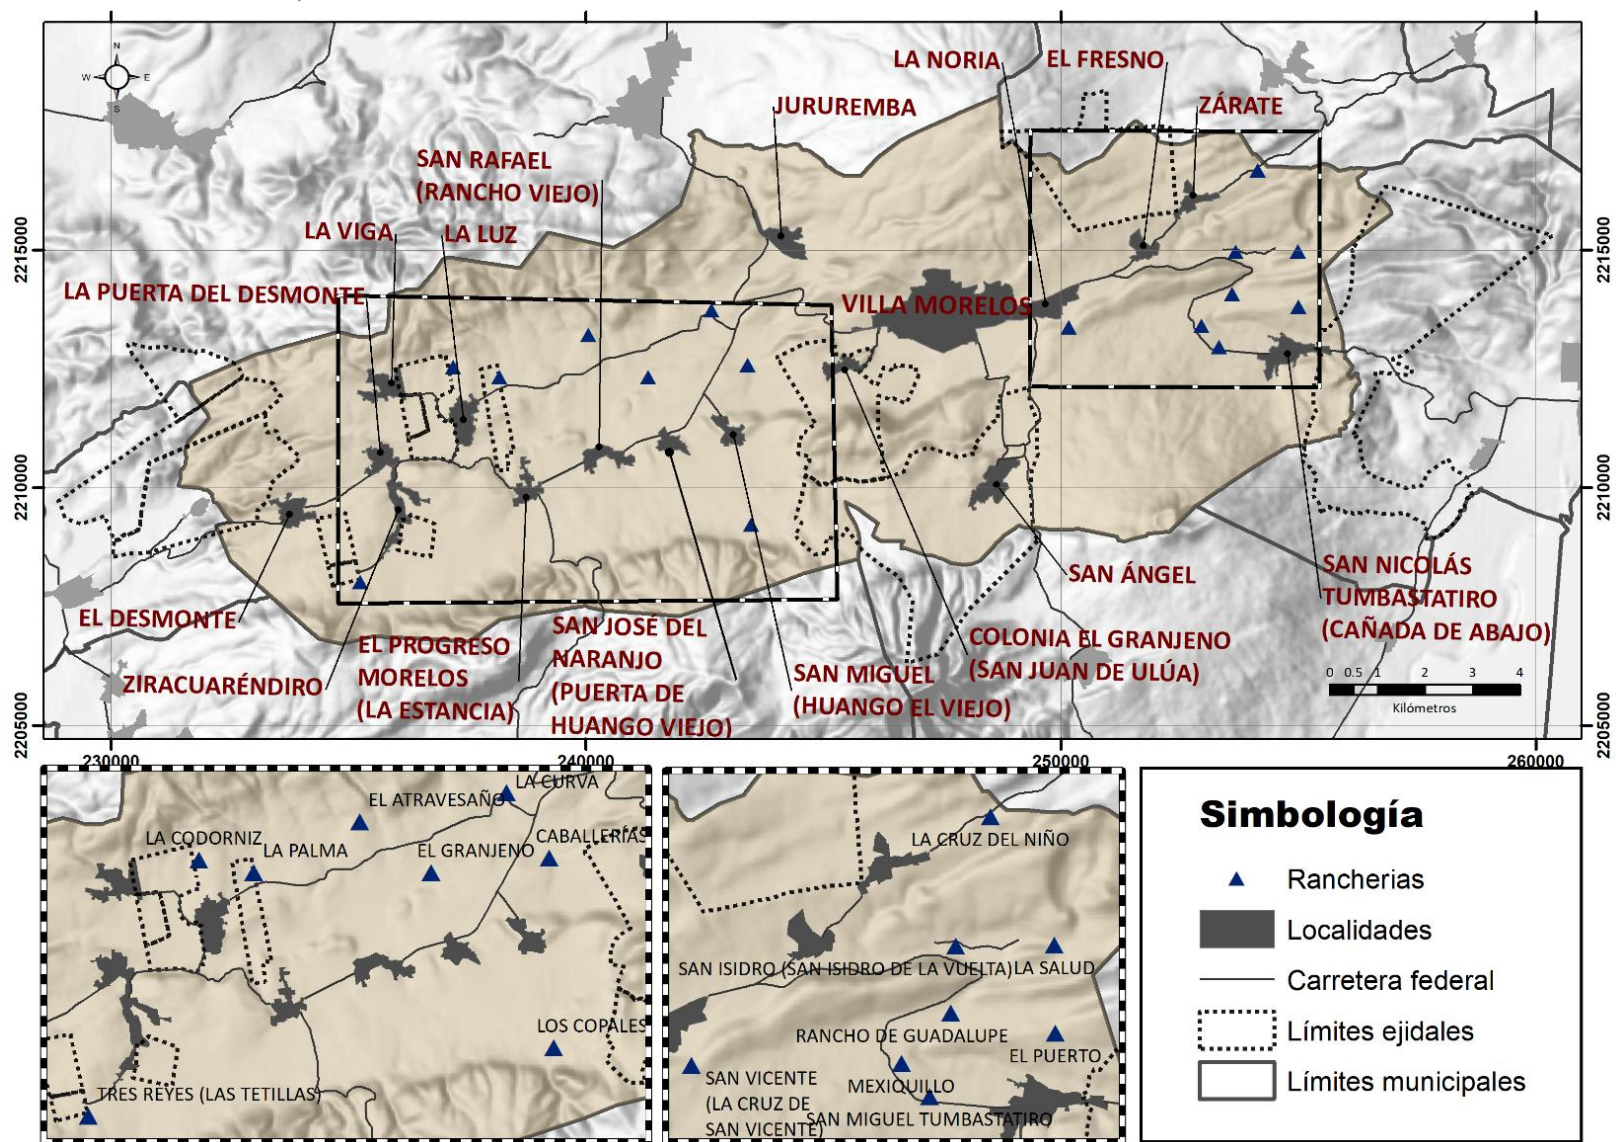 N
W
E
S
LA NORIA
EL FRESNO
JURUREMBA
ZÁRATE
SAN RAFAEL
(RANCHO VIEJO)
LA VIGA
LA LUZ
LA PUERTA DEL DESMONTE
VILLA MORELOS
2215000
2215000
2210000
2210000
2205000
2205000
EL DESMONTE
ZIRACUARÉNDIRO
EL PROGRESO
MORELOS
(LA ESTANCIA)
SAN JOSÉ DEL
NARANJO
(PUERTA DE
HUANGO VIEJO)
SAN MIGUEL
(HUANGO EL VIEJO)
COLONIA EL GRANJENO
(SAN JUAN DE ULÚA)
SAN ÁNGEL
SAN NICOLÁS
TUMBASTATIRO
(CAÑADA DE ABAJO)
0 0.5 1 2 3 4
Kilómetros
230000
240000
250000
260000
LA CURVA
EL ATRAVESAÑO
LA CODORNIZ
LA PALMA
EL GRANJENO
CABALLERÍAS
LOS COPALES
TRES REYES (LAS TETILLAS)
LA CRUZ DEL NIÑO
SAN ISIDRO (SAN ISIDRO DE LA VUELTA)
LA SALUD
RANCHO DE GUADALUPE
EL PUERTO
SAN VICENTE
(LA CRUZ DE
SAN VICENTE)
MEXIQUILLO
SAN MIGUEL TUMBASTATIRO
Simbología
Rancherias
Localidades
Carretera federal
Límites ejidales
Límites municipales